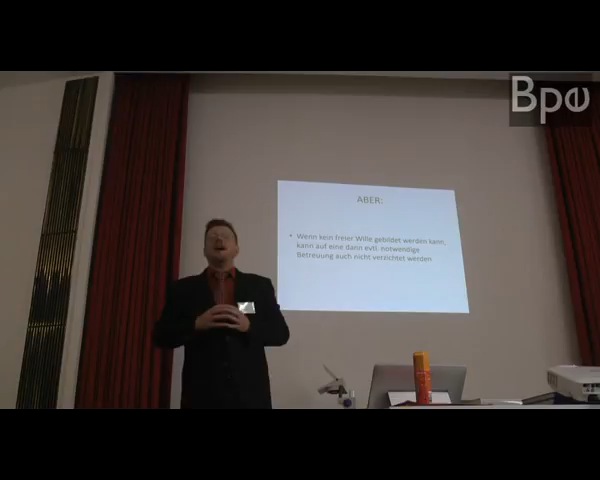 Bpe
ABER:
• Wenn kein freier Wille gebildet werden kann,
kann auf eine dann evtl. notwendige
Betreuung auch nicht verzichtet werden